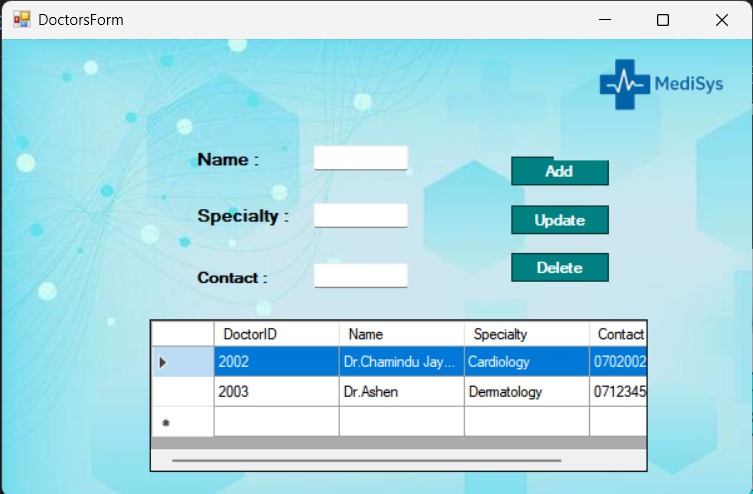 DoctorsForm
MediSys
Name :
Add
Specialty :
Update
Contact :
Delete
DoctorID Name Specialty Contact
2002 Dr.Chamindu Jay... Cardiology 0702002
2003 Dr.Ashen Dermatology 0712345